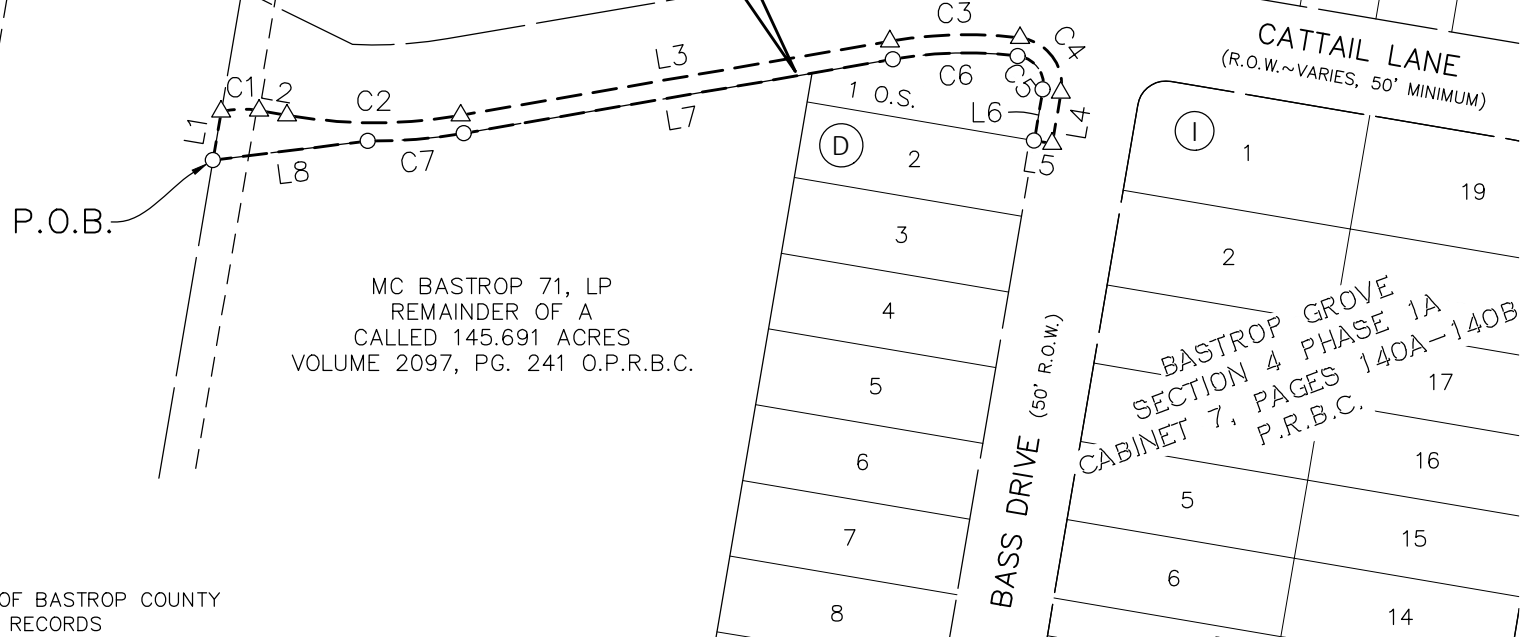 C3
C4
CATTAIL LANE
(R.O.W.~VARIES, 50' MINIMUM)
L3
C6
C5
C1
L2
C2
1 O.S.
L7
L6
L4
L1
L8
C7
D
2
L5
I
1
19
P.O.B.
3
2
MC BASTROP 71, LP
REMAINDER OF A
CALLED 145.691 ACRES
VOLUME 2097, PG. 241 O.P.R.B.C.
4
BASTROP GROVE
SECTION 4 PHASE 1A
CABINET 7, PAGES 140A-140B
P.R.B.C.
5
17
6
16
BASS DRIVE (50' R.O.W.)
5
7
15
6
8
14
OF BASTROP COUNTY
RECORDS